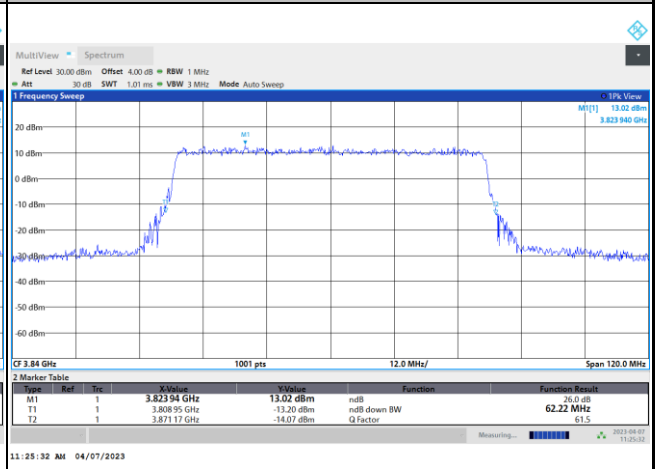 MultiView Spectrum
Ref Level 30.00 dBm Offset 4.00 dB RBW 1 MHz
Att 30 dB SWT 1.01 ms VBW 3 MHz Mode Auto Sweep
1 Frequency Sweep 1Pk View
M1[1] 13.02 dBm
3.823 940 GHz
M1
20 dBm
10 dBm
0 dBm
-10 dBm
-20 dBm
-30 dBm
-40 dBm
-50 dBm
-60 dBm
CF 3.84 GHz 1001 pts 12.0 MHz/ Span 120.0 MHz
2 Marker Table
Type Ref Trc X-Value Y-Value Function Function Result
M1 1 3.823 94 GHz 13.02 dBm ndB 26.0 dB
T1 1 3.808 95 GHz -13.20 dBm ndB down BW 62.22 MHz
T2 1 3.871 17 GHz -14.07 dBm Q Factor 61.5
Measuring... 2023-04-07
11:25:32
11:25:32 AM 04/07/2023